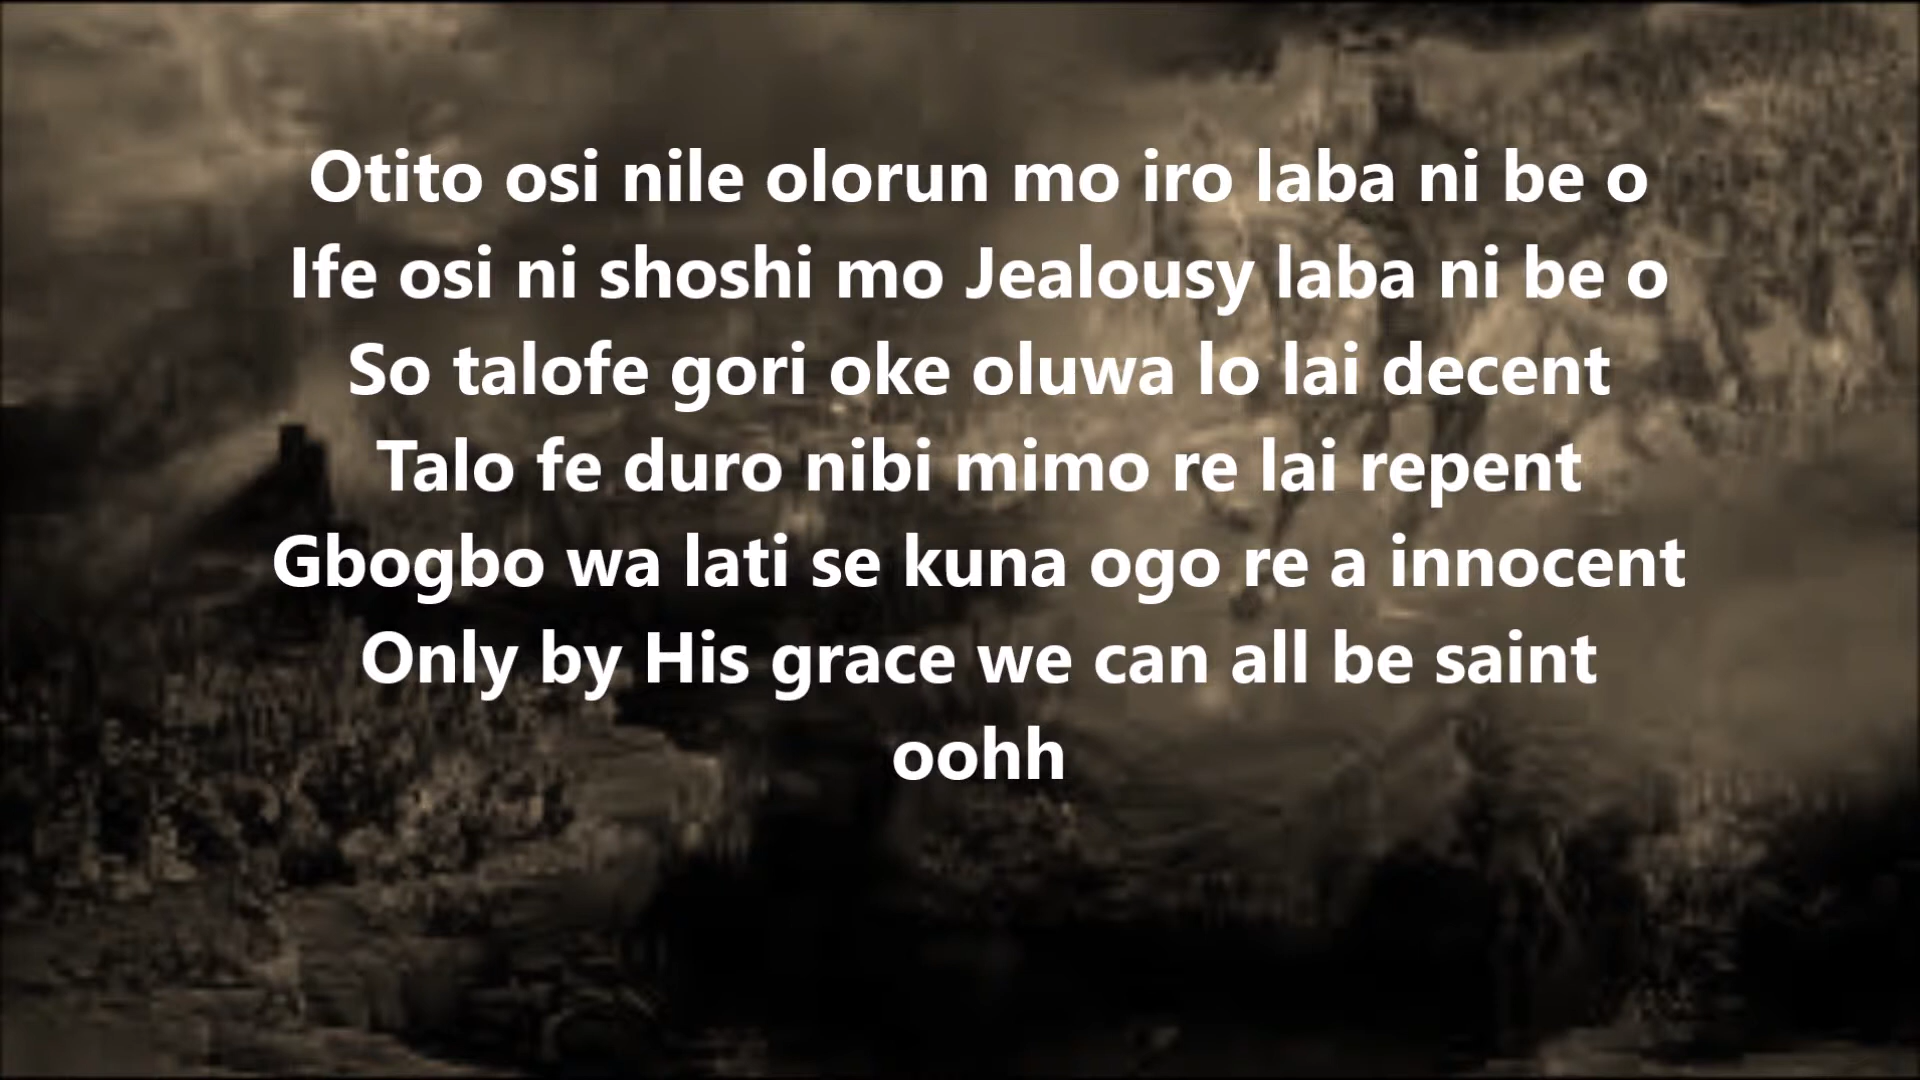 Otito osi nile olorun mo iro laba ni be o
Ife osi ni shoshi mo Jealousy laba ni be o
So talofe gori oke oluwa lo lai decent
Talo fe duro nibi mimo re lai repent
Gbogbo wa lati se kuna ogo re a innocent
Only by His grace we can all be saint
oohh